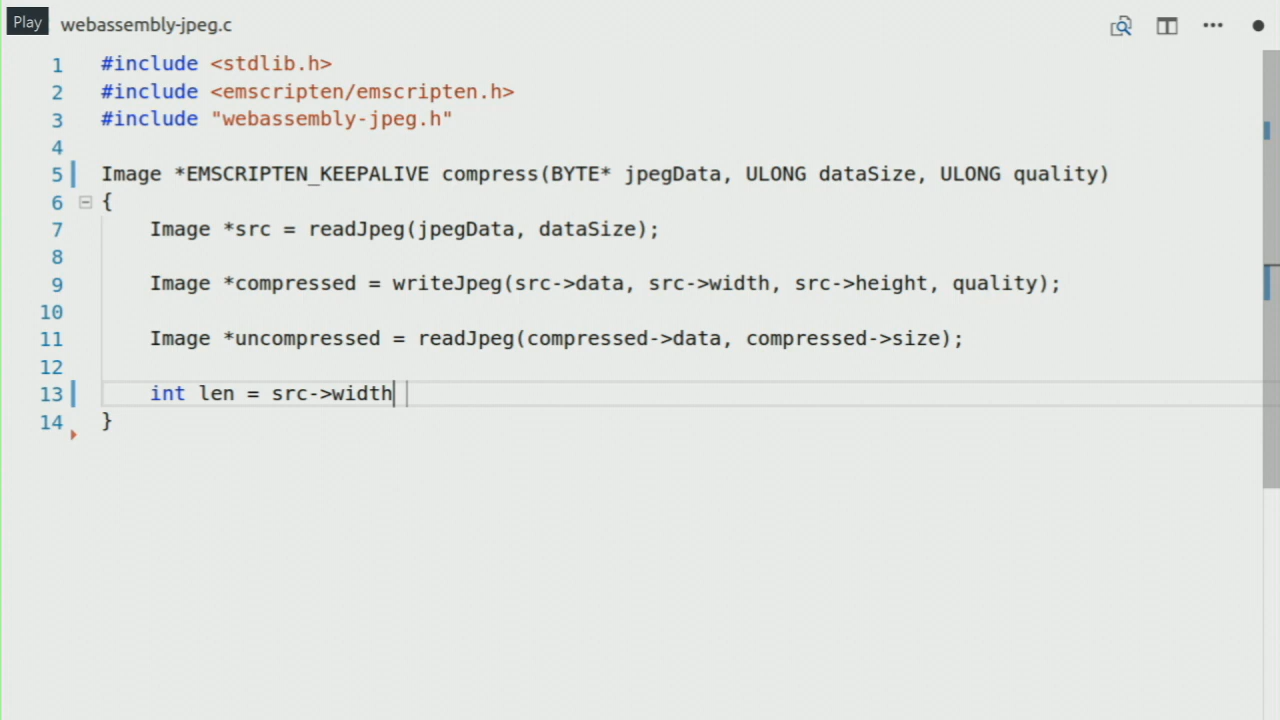 Play webassembly-jpeg.c
1 #include <stdlib.h>
2 #include <emscripten/emscripten.h>
3 #include "webassembly-jpeg.h"
4
5 Image *EMSCRIPTEN_KEEPALIVE compress(BYTE* jpegData, ULONG dataSize, ULONG quality)
6 {
7 Image *src = readJpeg(jpegData, dataSize);
8
9 Image *compressed = writeJpeg(src->data, src->width, src->height, quality);
10
11 Image *uncompressed = readJpeg(compressed->data, compressed->size);
12
13 int len = src->width
14 }